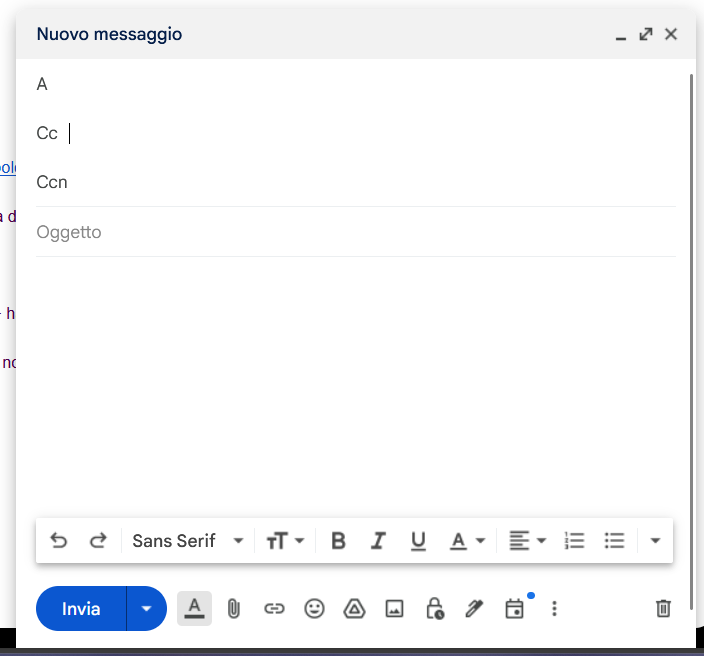 Nuovo messaggio
A
Cc
Ccn
Oggetto
Sans Serif
B I U A
Invia
A